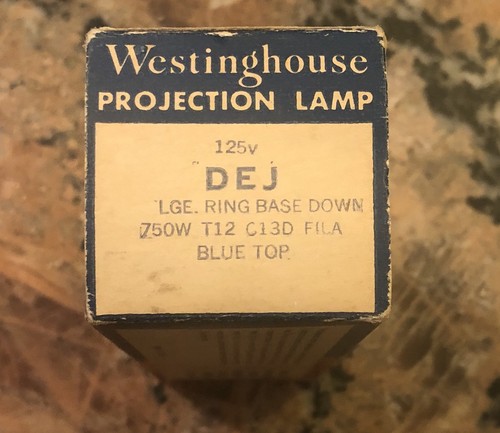 Westinghouse
PROJECTION LAMP
125V
DEJ
LGE. RING BASE DOWN
750W T12 C13D FILA
BLUE TOP